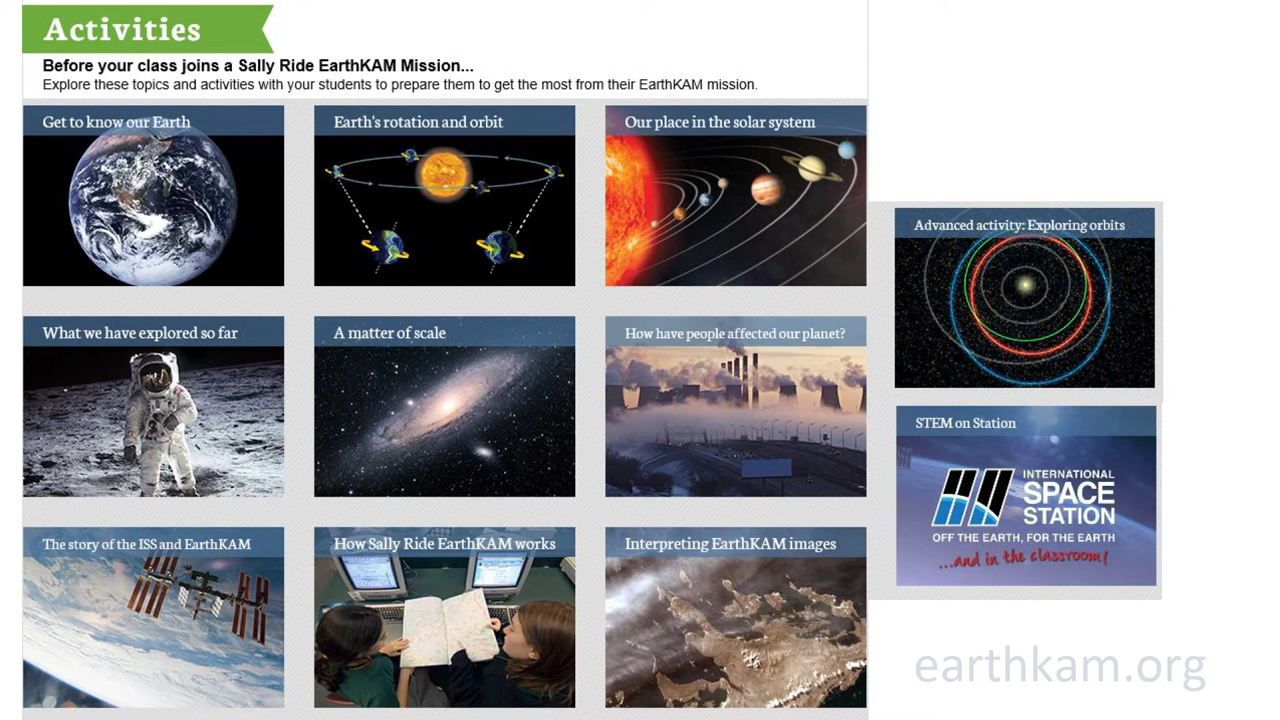 Activities
Before your class joins a Sally Ride EarthKAM Mission...
Explore these topics and activities with your students to prepare them to get the most from their EarthKAM mission.
Get to know our Earth
Earth's rotation and orbit
Our place in the solar system
Advanced activity: Exploring orbits
What we have explored so far
A matter of scale
How have people affected our planet?
STEM on Station
INTERNATIONAL
SPACE
STATION
OFF THE EARTH, FOR THE EARTH
...and in the classroom!
The story of the ISS and EarthKAM
How Sally Ride EarthKAM works
Interpreting EarthKAM images
earthkam.org